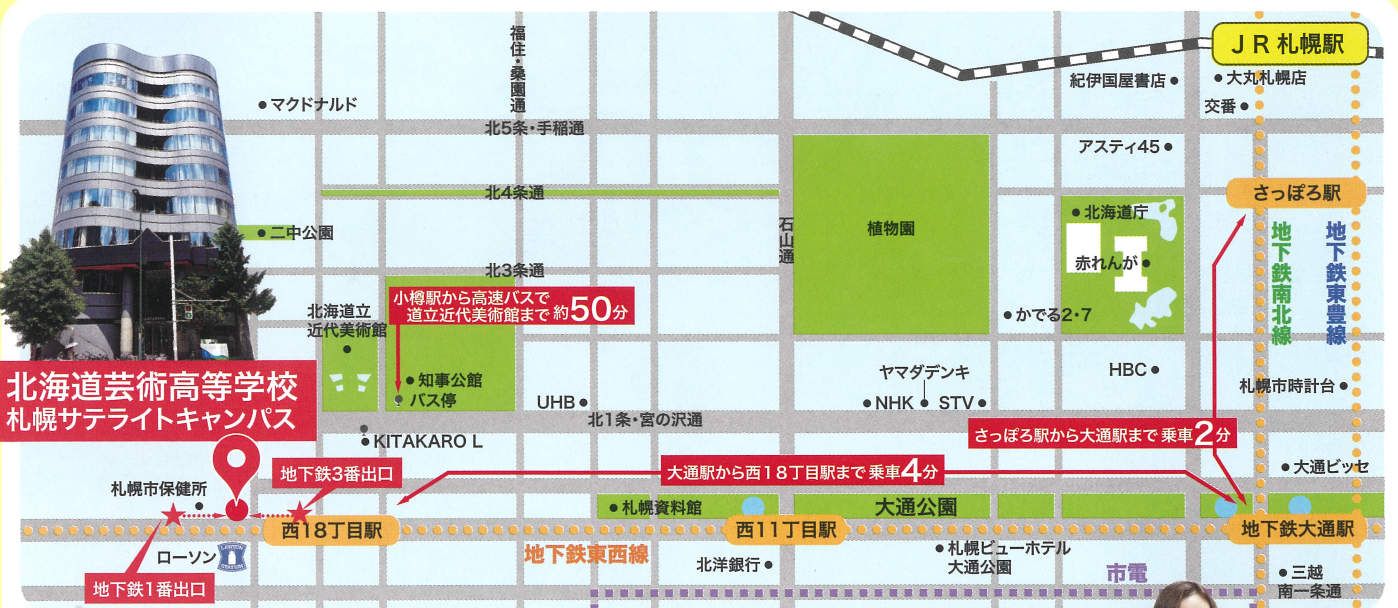 JR札幌駅
福住・桑園通
マクドナルド
紀伊国屋書店
大丸札幌店
交番
北5条・手稲通
アスティ45
北4条通
さっぽろ駅
石山通
植物園
北海道庁
二中公園
地下鉄南北線
地下鉄東豊線
赤れんが
北3条通
小樽駅から高速バスで
道立近代美術館まで 約50分
北海道立
近代美術館
かでる2・7
HBC
ヤマダデンキ
札幌市時計台
知事公館
バス停
UHB
NHK
STV
北海道芸術高等学校
札幌サテライトキャンパス
北1条・宮の沢通
KITAKARO L
さっぽろ駅から大通駅まで 乗車2分
大通駅から西18丁目駅まで 乗車4分
地下鉄3番出口
大通ビッセ
札幌市保健所
札幌資料館
大通公園
西18丁目駅
西11丁目駅
地下鉄大通駅
ローソン
LAWSON
STATION
地下鉄東西線
北洋銀行
札幌ビューホテル
大通公園
市電
三越
南一条通
地下鉄1番出口